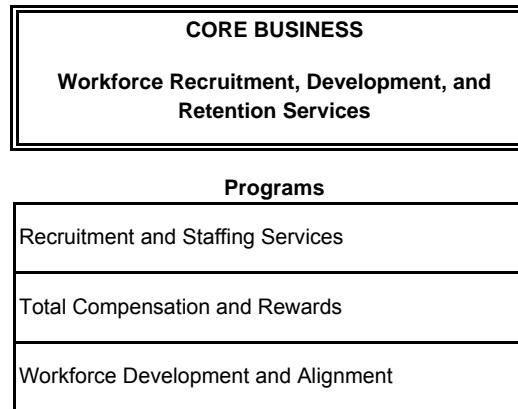 CORE BUSINESS
Workforce Recruitment, Development, and
Retention Services
Programs
Recruitment and Staffing Services
Total Compensation and Rewards
Workforce Development and Alignment